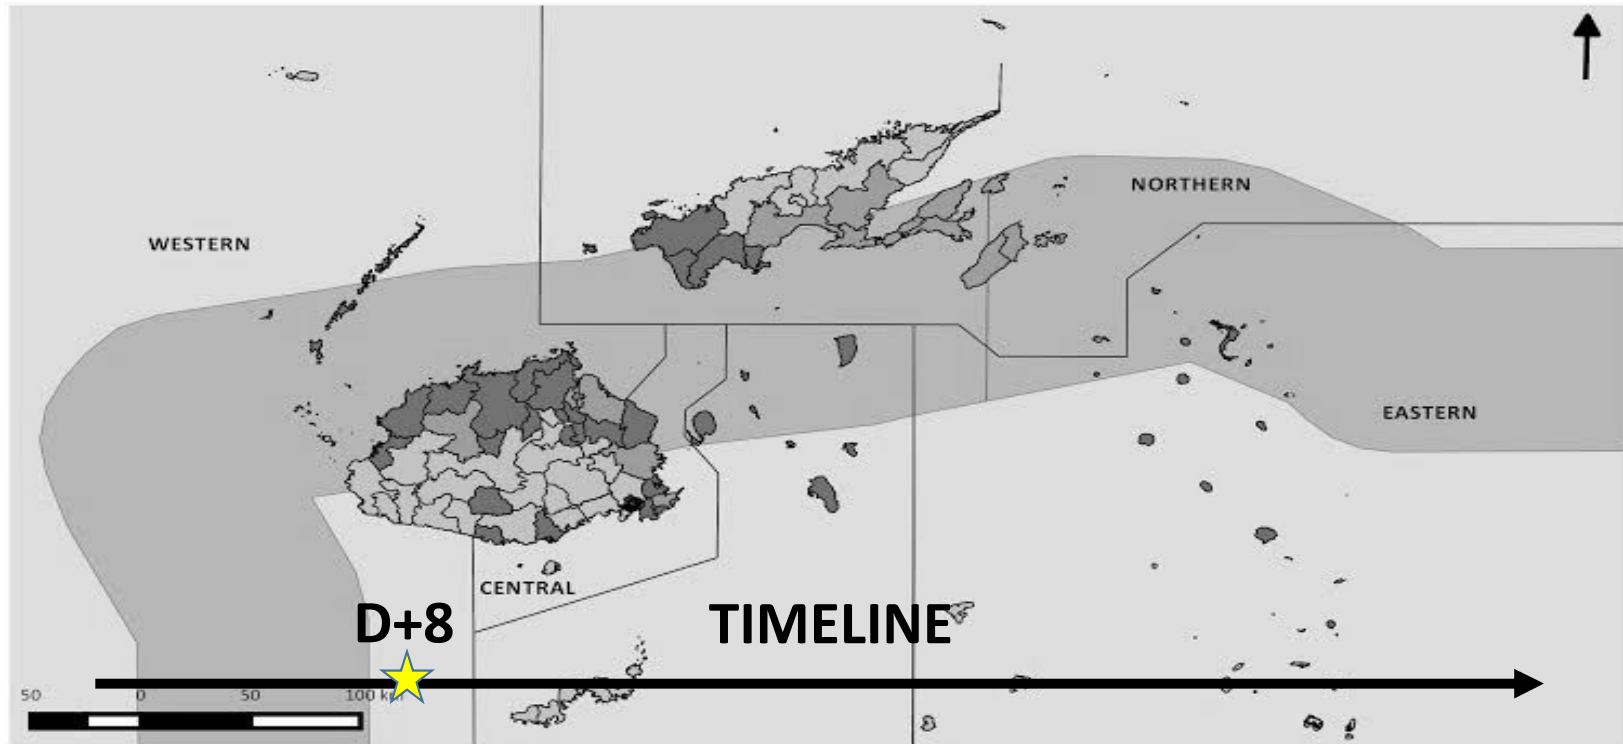 NORTHERN
WESTERN
EASTERN
CENTRAL
D+8 TIMELINE
50 0 50 100 km